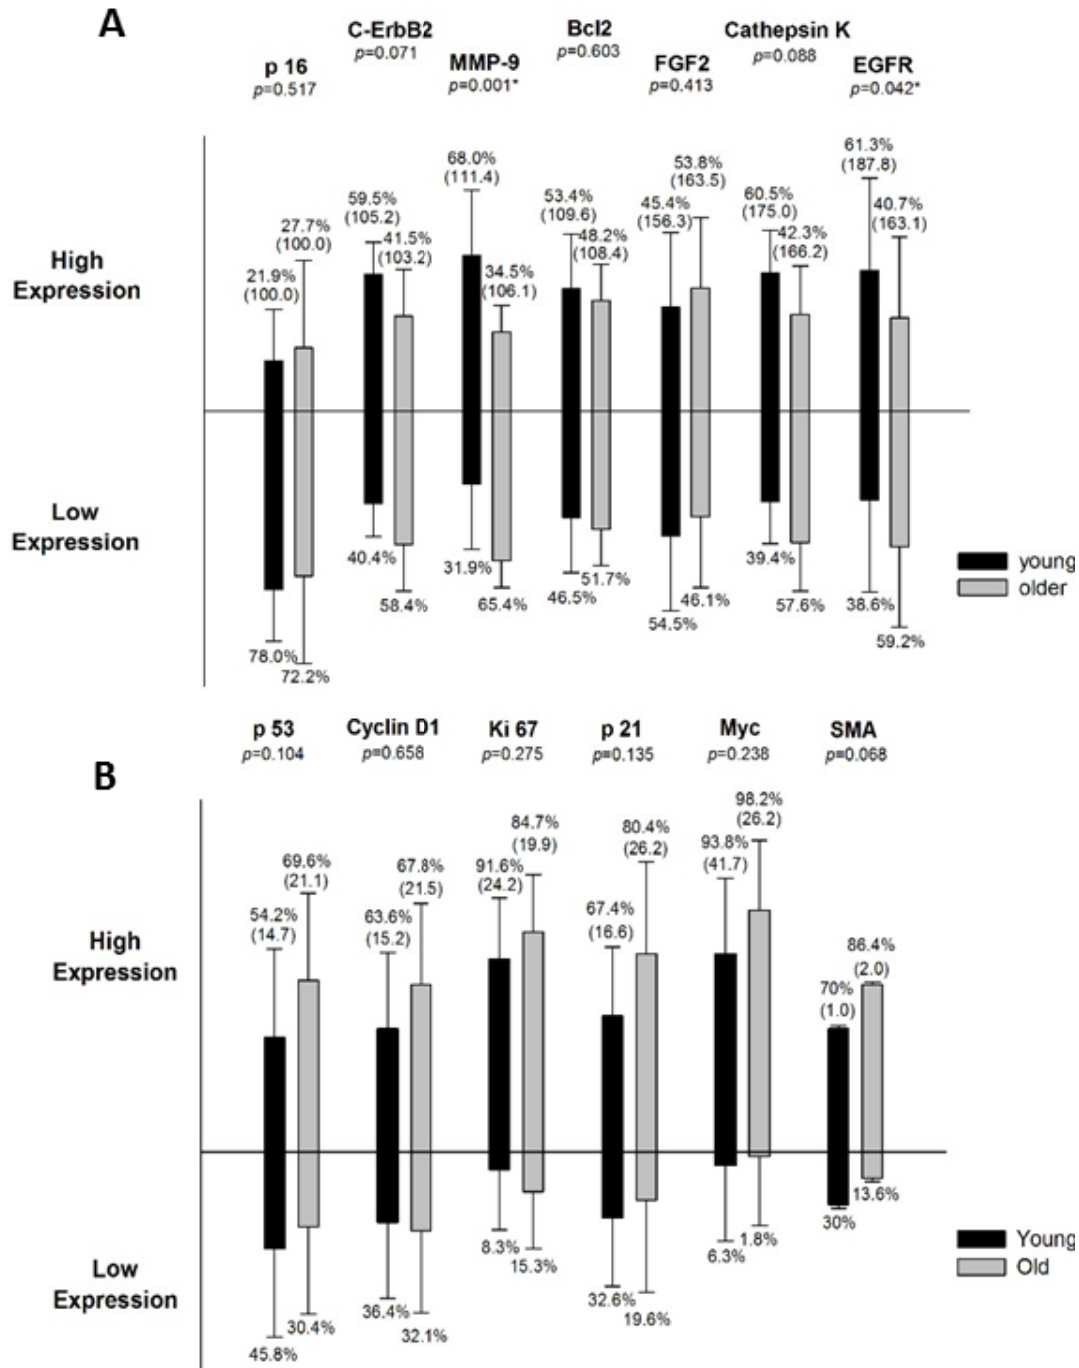 A
C-ErbB2
p=0.071
Bcl2
p=0.603
Cathepsin K
p=0.088
p 16
p=0.517
MMP-9
p=0.001*
FGF2
p=0.413
EGFR
p=0.042*
High
Expression
21.9%
(100.0)
27.7%
(100.0)
59.5%
(105.2)
41.5%
(103.2)
68.0%
(111.4)
34.5%
(106.1)
53.4%
(109.6)
48.2%
(108.4)
45.4%
(156.3)
53.8%
(163.5)
60.5%
(175.0)
42.3%
(166.2)
61.3%
(187.8)
40.7%
(163.1)
Low
Expression
78.0%
72.2%
40.4%
58.4%
31.9%
65.4%
46.5%
51.7%
54.5%
46.1%
39.4%
57.6%
38.6%
59.2%
young
older
B
p 53
p=0.104
Cyclin D1
p=0.658
Ki 67
p=0.275
p 21
p=0.135
Myc
p=0.238
SMA
p=0.068
High
Expression
54.2%
(14.7)
69.6%
(21.1)
63.6%
(15.2)
67.8%
(21.5)
91.6%
(24.2)
84.7%
(19.9)
67.4%
(16.6)
80.4%
(26.2)
93.8%
(41.7)
98.2%
(26.2)
70%
(1.0)
86.4%
(2.0)
Low
Expression
45.8%
30.4%
36.4%
32.1%
8.3%
15.3%
32.6%
19.6%
6.3%
1.8%
30%
13.6%
Young
Old